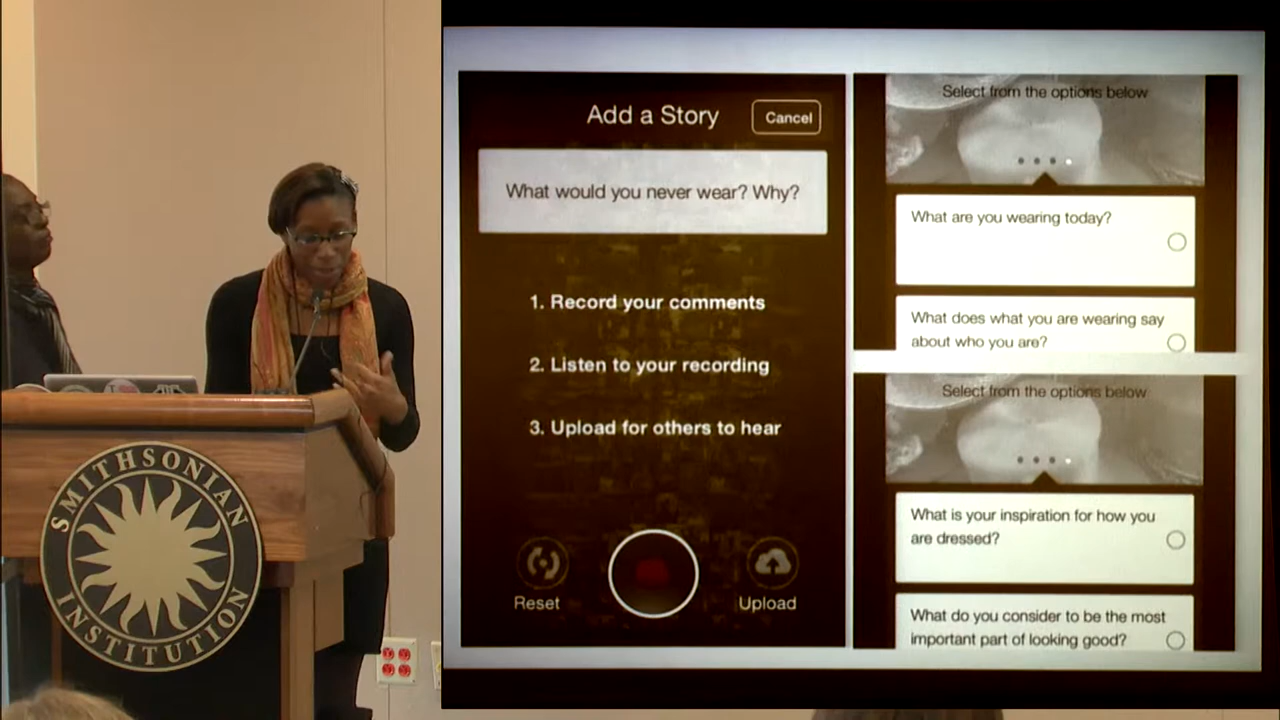 SMITHSONIAN
INSTITUTION
Add a Story
Cancel
What would you never wear? Why?
1. Record your comments
2. Listen to your recording
3. Upload for others to hear
Reset
Upload
Select from the options below
What are you wearing today?
What does what you are wearing say
about who you are?
Select from the options below
What is your inspiration for how you
are dressed?
What do you consider to be the most
important part of looking good?